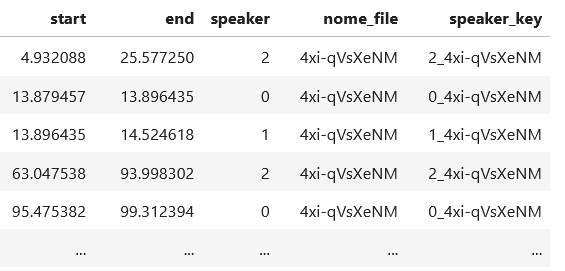 start end speaker nome_file speaker_key
4.932088 25.577250 2 4xi-qVsXeNM 2_4xi-qVsXeNM
13.879457 13.896435 0 4xi-qVsXeNM 0_4xi-qVsXeNM
13.896435 14.524618 1 4xi-qVsXeNM 1_4xi-qVsXeNM
63.047538 93.998302 2 4xi-qVsXeNM 2_4xi-qVsXeNM
95.475382 99.312394 0 4xi-qVsXeNM 0_4xi-qVsXeNM
... ... ... ... ...